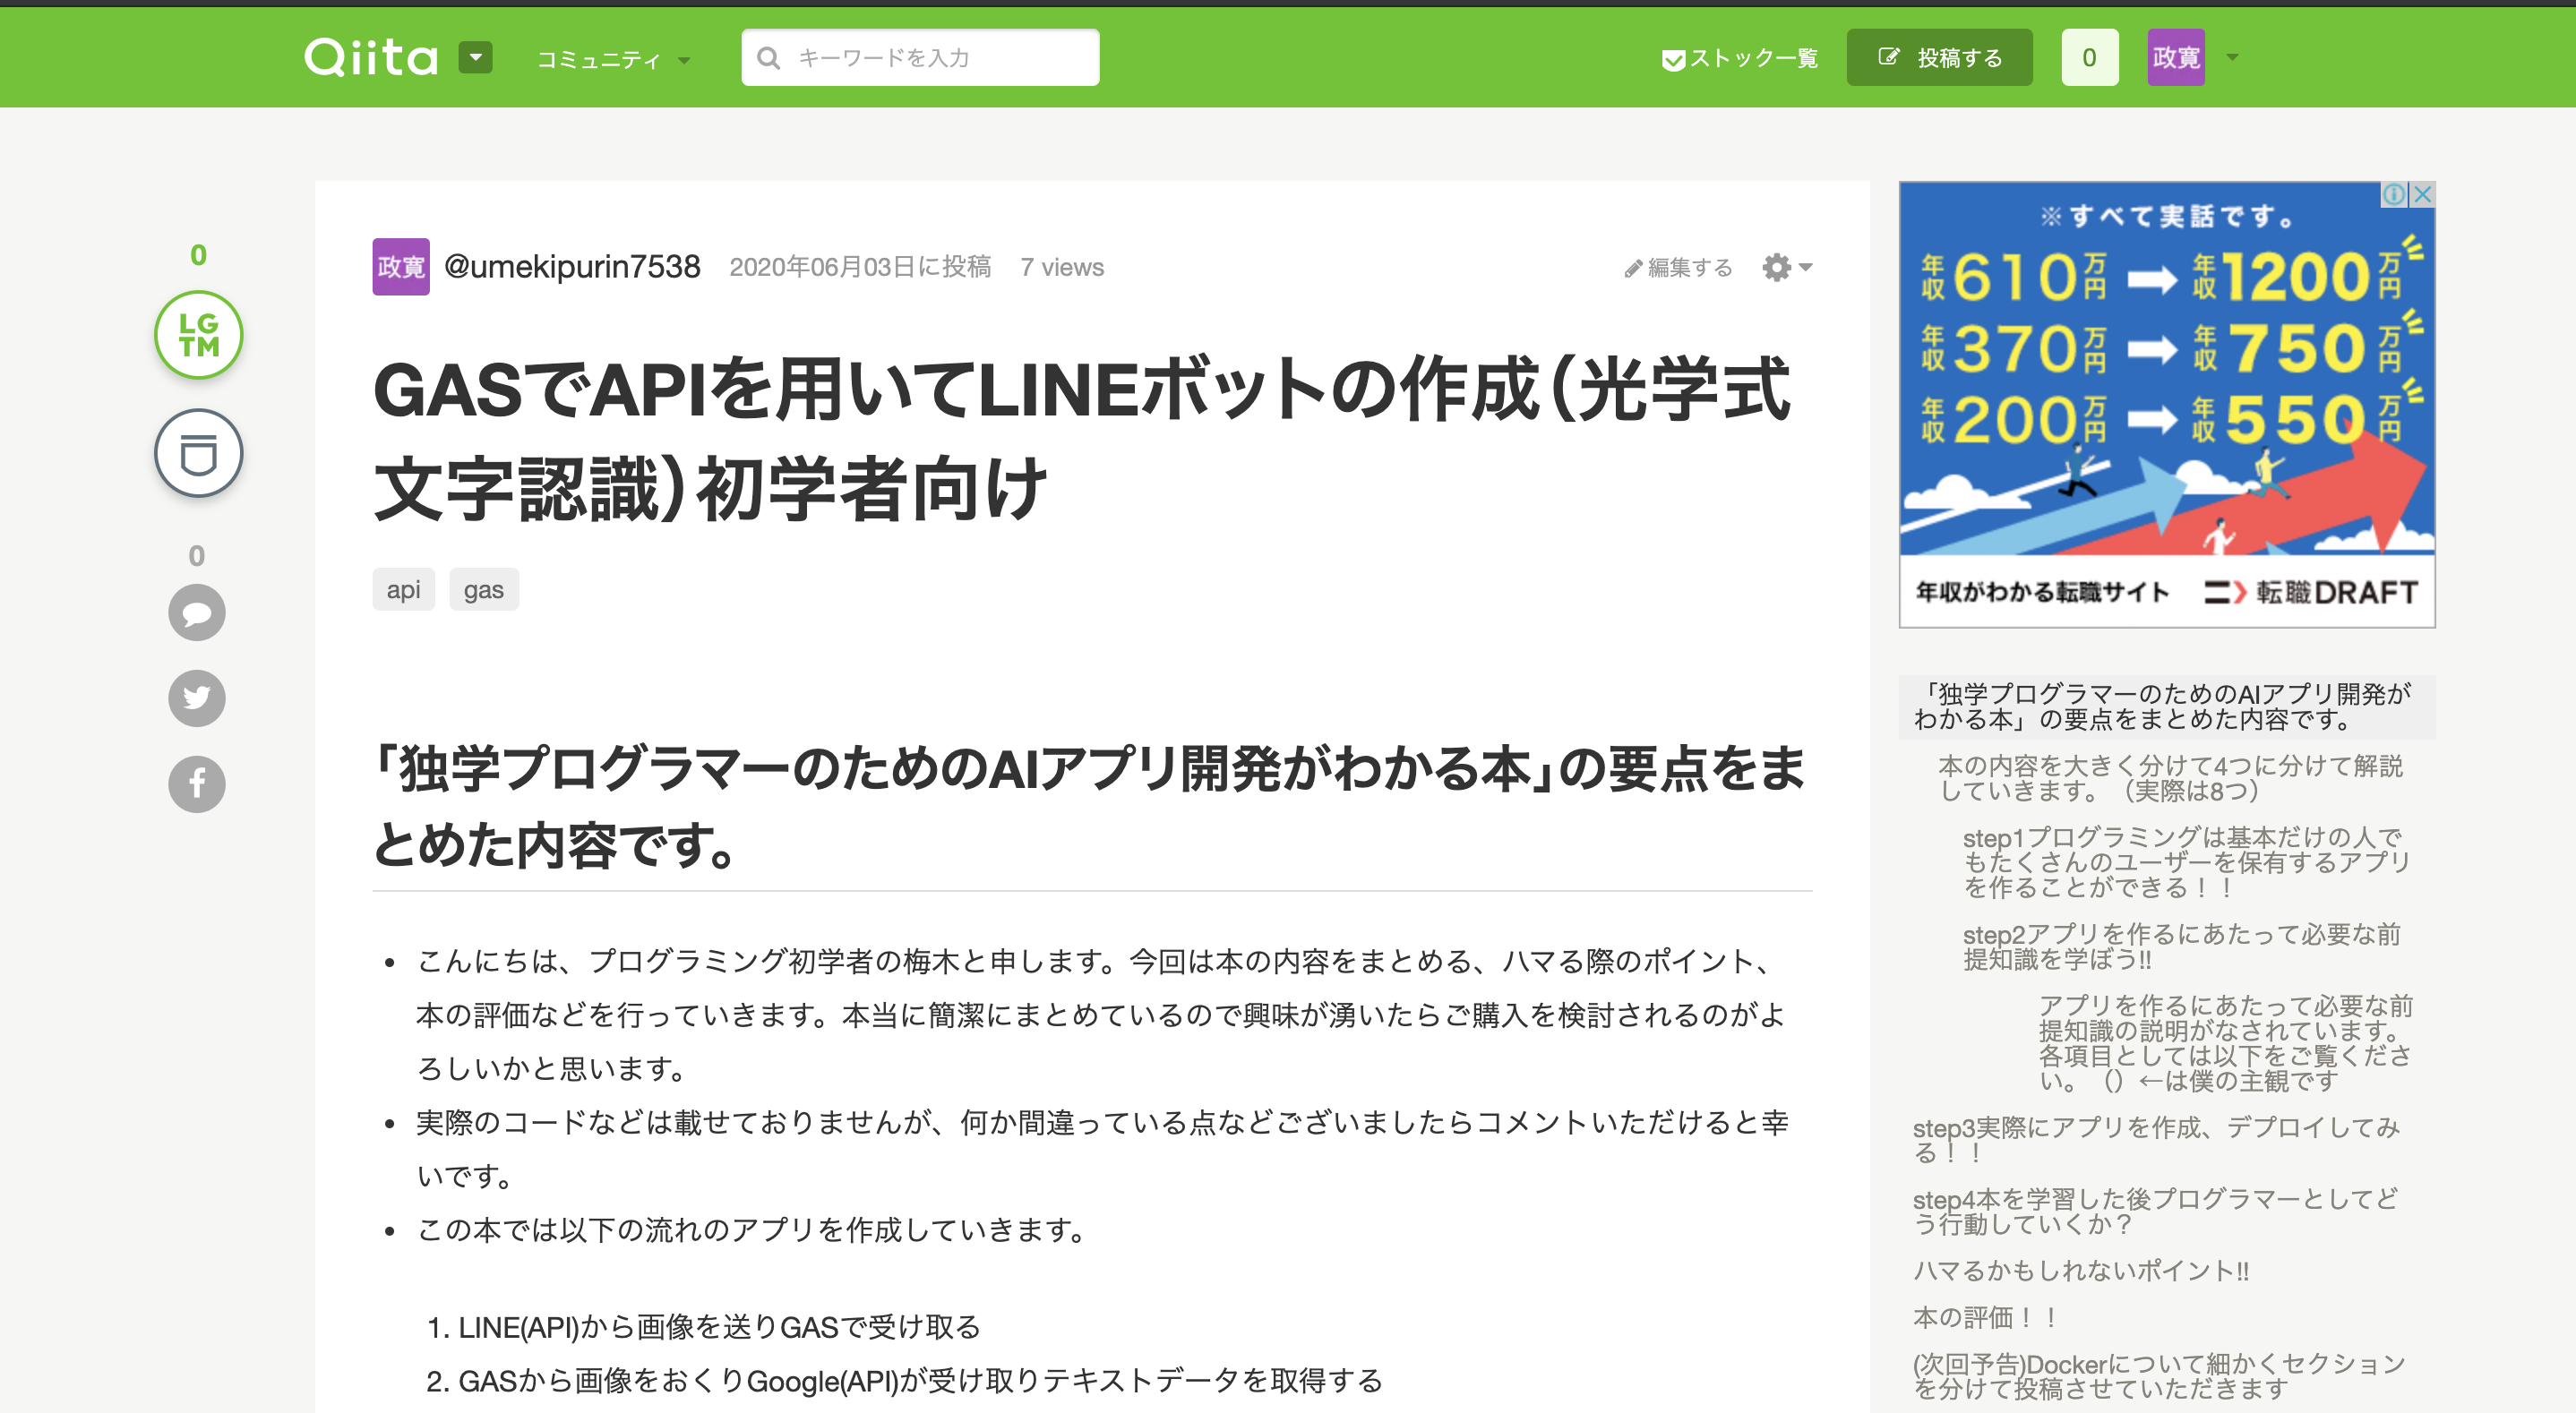 Qiita
コミュニティ
キーワードを入力
ストック一覧
投稿する
0
政寛
0
LG
TM
0
政寛 @umekipurin7538 2020年06月03日に投稿 7 views
編集する
GASでAPIを用いてLINEボットの作成（光学式
文字認識）初学者向け
api gas
「独学プログラマーのためのAIアプリ開発がわかる本」の要点をま
とめた内容です。
こんにちは、プログラミング初学者の梅木と申します。今回は本の内容をまとめる、ハマる際のポイント、
本の評価などを行っていきます。本当に簡潔にまとめているので興味が湧いたらご購入を検討されるのがよ
ろしいかと思います。
実際のコードなどは載せておりませんが、何か間違っている点などございましたらコメントいただけると幸
いです。
この本では以下の流れのアプリを作成していきます。
1. LINE(API)から画像を送りGASで受け取る
2. GASから画像をおくりGoogle(API)が受け取りテキストデータを取得する
※すべて実話です。
年収610万円 年収1200万円
年収370万円 年収750万円
年収200万円 年収550万円
年収がわかる転職サイト 転職DRAFT
「独学プログラマーのためのAIアプリ開発が
わかる本」の要点をまとめた内容です。
本の内容を大きく分けて4つに分けて解説
していきます。（実際は8つ）
step1プログラミングは基本だけの人で
もたくさんのユーザーを保有するアプリ
を作ることができる！！
step2アプリを作るにあたって必要な前
提知識を学ぼう!!
アプリを作るにあたって必要な前
提知識の説明がなされています。
各項目としては以下をご覧くださ
い。（）←は僕の主観です
step3実際にアプリを作成、デプロイしてみ
る！！
step4本を学習した後プログラマーとしてど
う行動していくか？
ハマるかもしれないポイント!!
本の評価！！
(次回予告)Dockerについて細かくセクション
を分けて投稿させていただきます